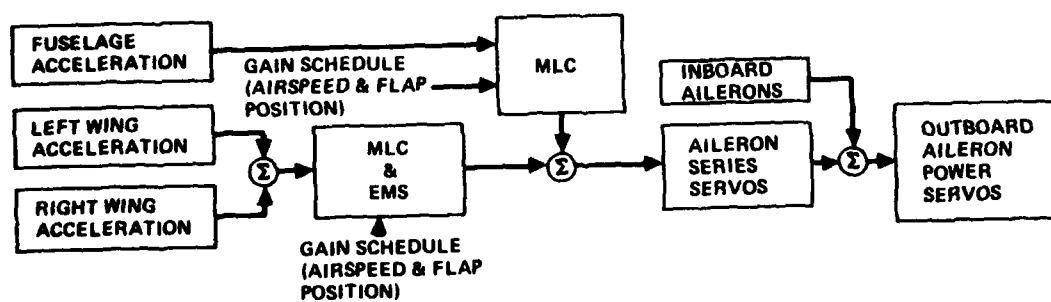 FUSELAGE
ACCELERATION
GAIN SCHEDULE
(AIRSPEED & FLAP
POSITION)
MLC
INBOARD
AILERONS
LEFT WING
ACCELERATION
Σ
RIGHT WING
ACCELERATION
MLC
&
EMS
GAIN SCHEDULE
(AIRSPEED & FLAP
POSITION)
Σ
AILERON
SERIES
SERVOS
Σ
OUTBOARD
AILERON
POWER
SERVOS